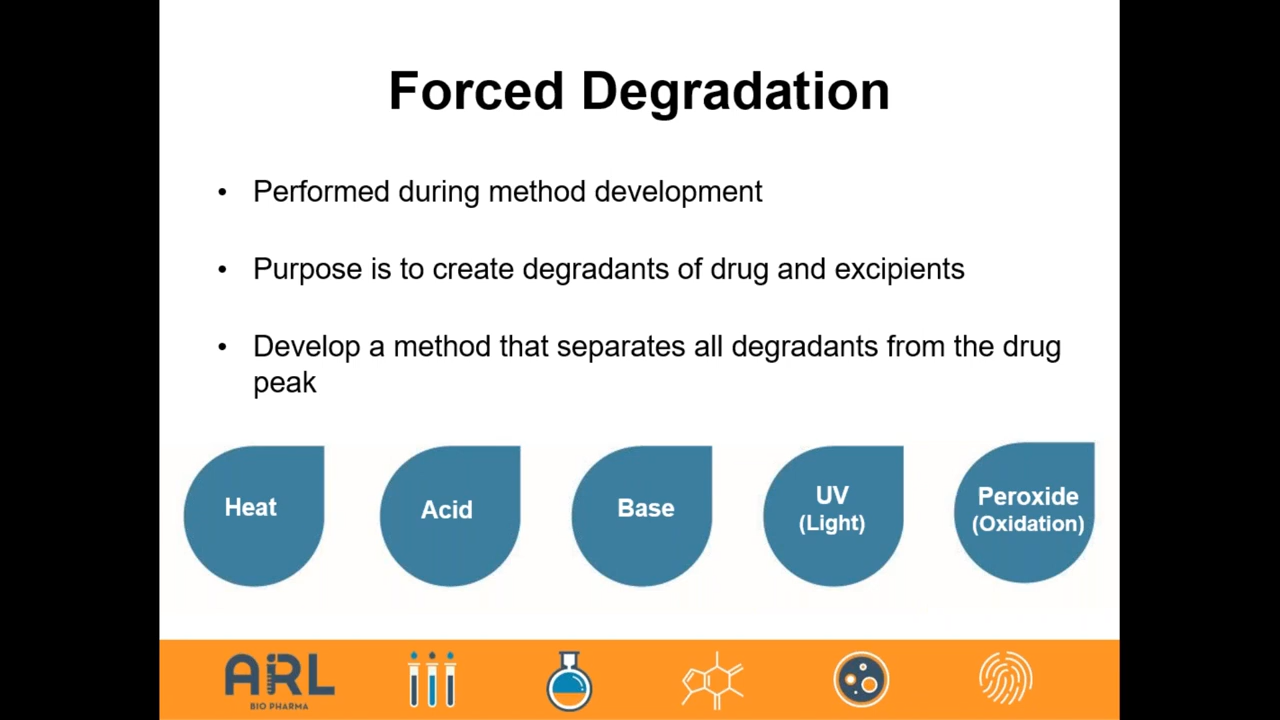 Forced Degradation
• Performed during method development
• Purpose is to create degradants of drug and excipients
• Develop a method that separates all degradants from the drug
peak
Heat
Acid
Base
UV
(Light)
Peroxide
(Oxidation)
ARL
BIO PHARMA